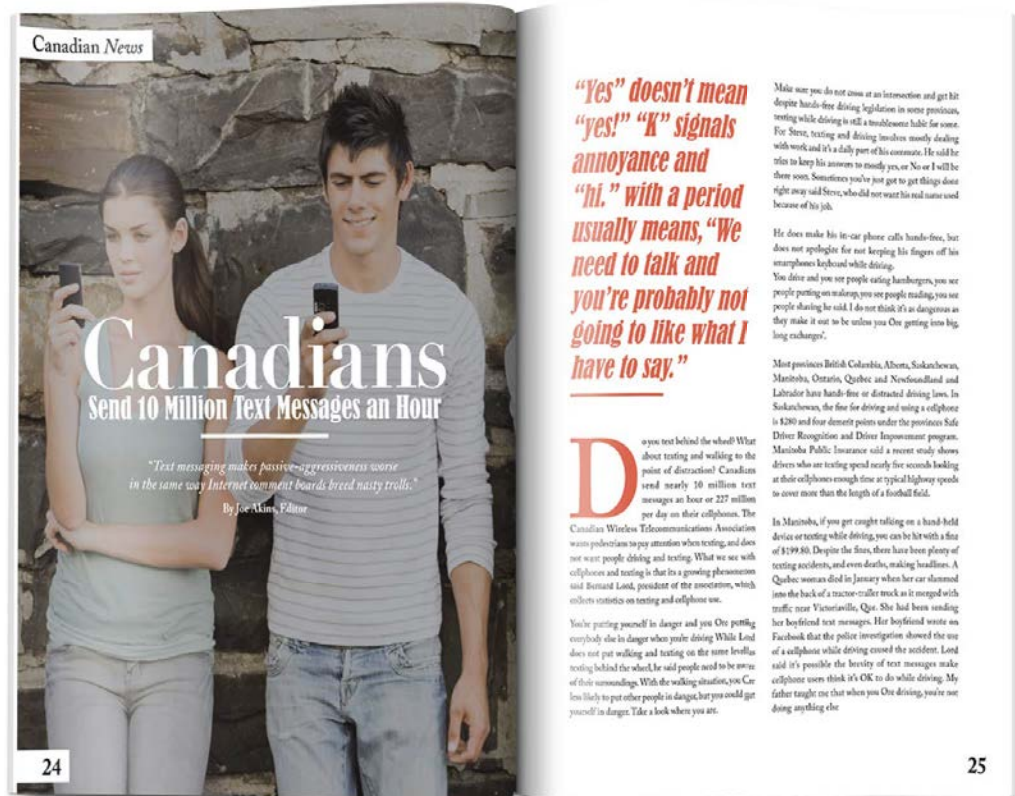 Canadian News
Canadians
Send 10 Million Text Messages an Hour
"Text messaging makes passive-aggressiveness worse
in the same way Internet comment boards breed nasty trolls."
By Joe Akins, Editor
24
"Yes" doesn't mean
"yes!" "K" signals
annoyance and
"hi." with a period
usually means, "We
need to talk and
you're probably not
going to like what I
have to say."
Do you text behind the wheel? What
about texting and walking to the
point of distraction? Canadians
send nearly 10 million text
messages an hour or 227 million
per day on their cellphones. The
Canadian Wireless Telecommunications Association
wants pedestrians to pay attention when texting, and does
not want people driving and texting. What we see with
cellphones and texting is that its a growing phenomenon
said Bernard Lord, president of the association, which
collects statistics on texting and cellphone use.
You're putting yourself in danger and you Ore putting
everybody else in danger when you're driving While Lord
does not put walking and texting on the same level as
texting behind the wheel, he said people need to be aware
of their surroundings. With the walking situation, you Cre
less likely to put other people in danger, but you could get
yourself in danger. Take a look where you are.
Make sure you do not cross at an intersection and get hit
despite hands-free driving legislation in some provinces,
texting while driving is still a troublesome habit for some.
For Steve, texting and driving involves mostly dealing
with work and it's a daily part of his commute. He said he
tries to keep his answers to mostly yes, or No or I will be
there soon. Sometimes you've just got to get things done
right away said Steve, who did not want his real name used
because of his job.
He does make his in-car phone calls hands-free, but
does not apologize for not keeping his fingers off his
smartphones keyboard while driving.
You drive and you see people eating hamburgers, you see
people putting on makeup, you see people reading, you see
people shaving he said. I do not think it's as dangerous as
they make it out to be unless you Ore getting into big,
long exchanges'.
Most provinces British Columbia, Alberta, Saskatchewan,
Manitoba, Ontario, Quebec and Newfoundland and
Labrador have hands-free or distracted driving laws. In
Saskatchewan, the fine for driving and using a cellphone
is $280 and four demerit points under the provinces Safe
Driver Recognition and Driver Improvement program.
Manitoba Public Insurance said a recent study shows
drivers who are texting spend nearly five seconds looking
at their cellphones enough time at typical highway speeds
to cover more than the length of a football field.
In Manitoba, if you get caught talking on a hand-held
device or texting while driving, you can be hit with a fine
of $199.80. Despite the fines, there have been plenty of
texting accidents, and even deaths, making headlines. A
Quebec woman died in January when her car slammed
into the back of a tractor-trailer truck as it merged with
traffic near Victoriaville, Que. She had been sending
her boyfriend text messages. Her boyfriend wrote on
Facebook that the police investigation showed the use
of a cellphone while driving caused the accident. Lord
said it's possible the brevity of text messages make
cellphone users think it's OK to do while driving. My
father taught me that when you Ore driving, you're not
doing anything else
25